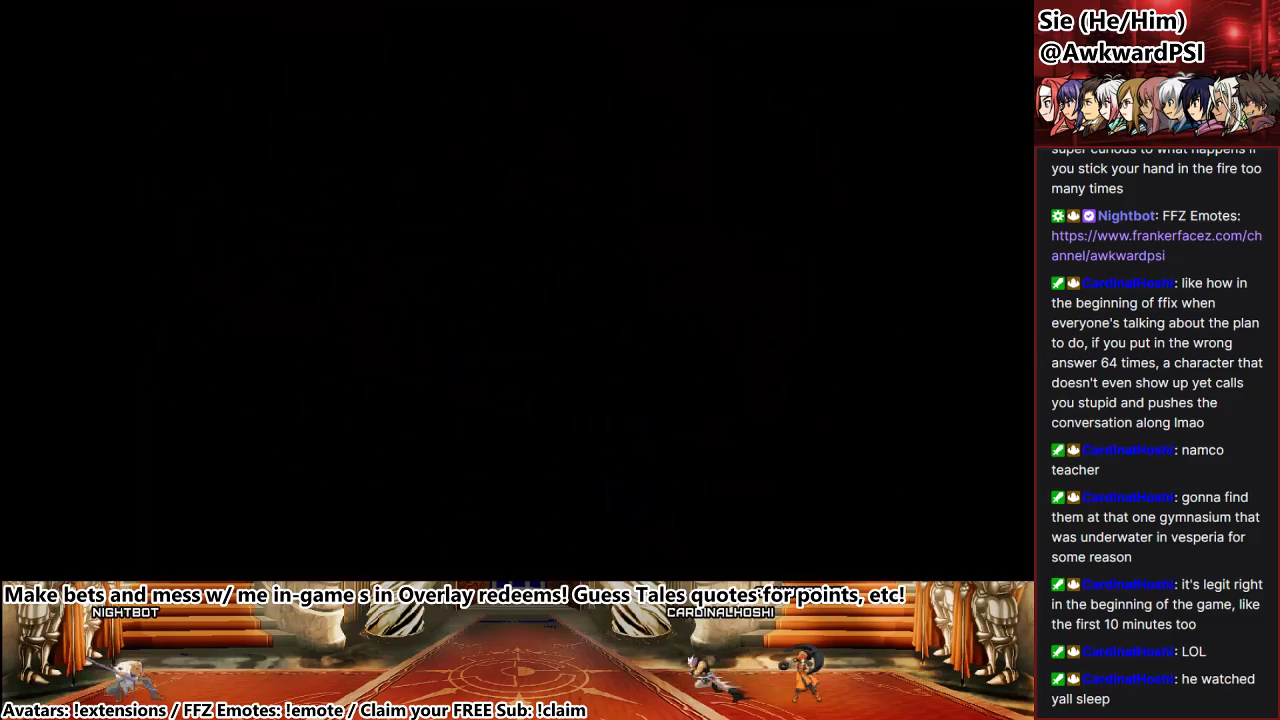 Sie (He/Him)
@AwkwardPSI
super curious to what happens if
you stick your hand in the fire too
many times
Nightbot: FFZ Emotes:
https://www.frankerfacez.com/ch
annel/awkwardpsi
CardinalHoshi: like how in
the beginning of ffix when
everyone's talking about the plan
to do, if you put in the wrong
answer 64 times, a character that
doesn't even show up yet calls
you stupid and pushes the
conversation along lmao
CardinalHoshi: namco
teacher
CardinalHoshi: gonna find
them at that one gymnasium that
was underwater in vesperia for
some reason
CardinalHoshi: it's legit right
in the beginning of the game, like
the first 10 minutes too
CardinalHoshi: LOL
CardinalHoshi: he watched
yall sleep
Make bets and mess w/ me in-game s in Overlay redeems! Guess Tales quotes for points, etc!
NIGHTBOT
CARDINALHOSHI
Avatars: !extensions / FFZ Emotes: !emote / Claim your FREE Sub: !claim